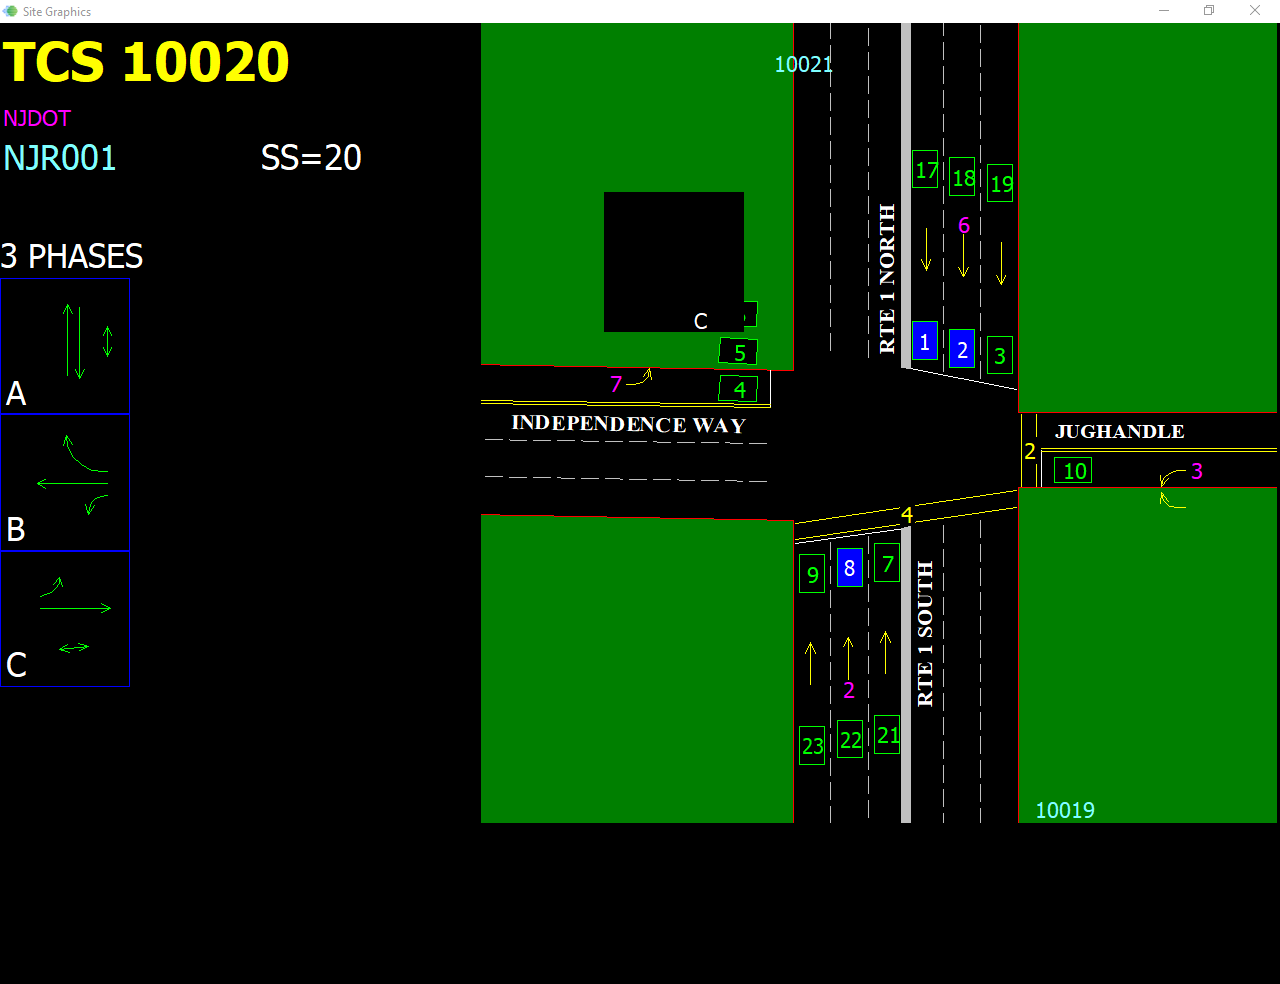 Site Graphics
TCS 10020
NJDOT
NJR001 SS=20
3 PHASES
A
B
C
10021
17 18 19
6
RTE 1 NORTH
C
1 2 3
5
7 4
INDEPENDENCE WAY
JUGHANDLE
2
10 3
4
9 8 7
RTE 1 SOUTH
2
23 22 21
10019